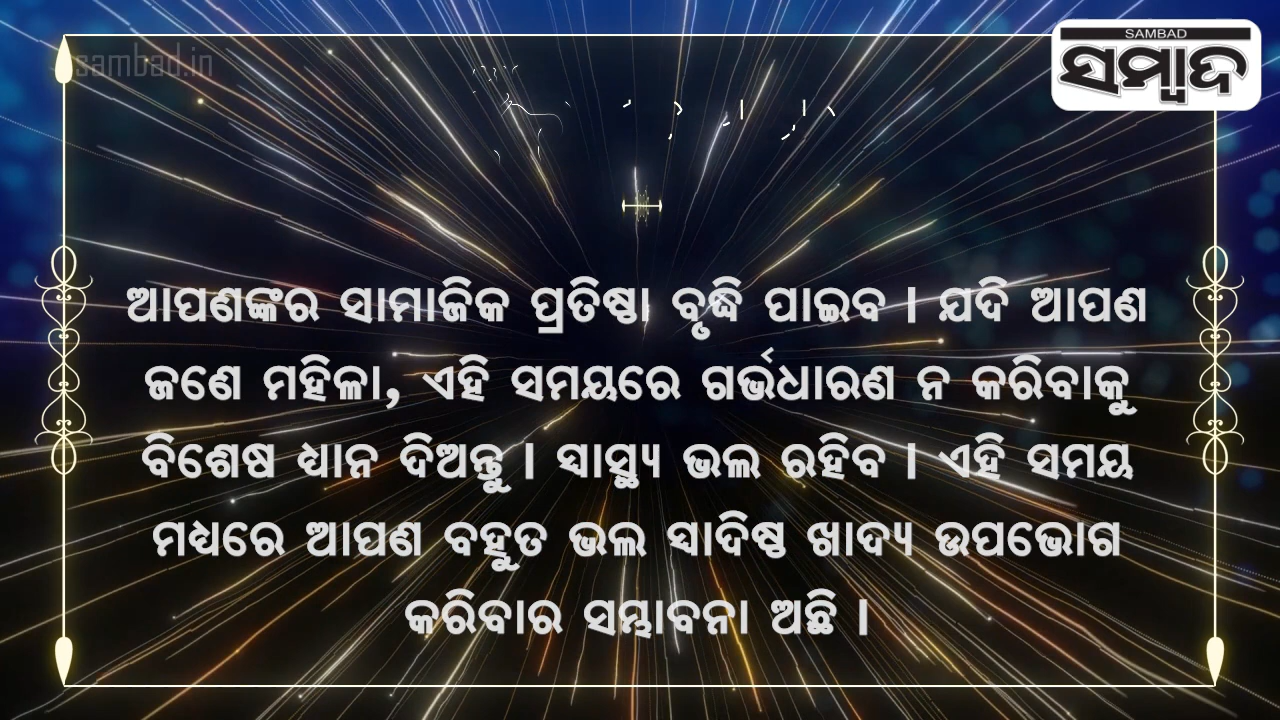 sambad.in
SAMBAD
ସମ୍ବାଦ
ଆପଣଙ୍କର ସାମାଜିକ ପ୍ରତିଷ୍ଠା ବୃଦ୍ଧି ପାଇବ । ଯଦି ଆପଣ
ଜଣେ ମହିଳା, ଏହି ସମୟରେ ଗର୍ଭଧାରଣ ନ କରିବାକୁ
ବିଶେଷ ଧ୍ୟାନ ଦିଅନ୍ତୁ । ସ୍ୱାସ୍ଥ୍ୟ ଭଲ ରହିବ । ଏହି ସମୟ
ମଧ୍ୟରେ ଆପଣ ବହୁତ ଭଲ ସ୍ୱାଦିଷ୍ଟ ଖାଦ୍ୟ ଉପଭୋଗ
କରିବାର ସମ୍ଭାବନା ଅଛି ।